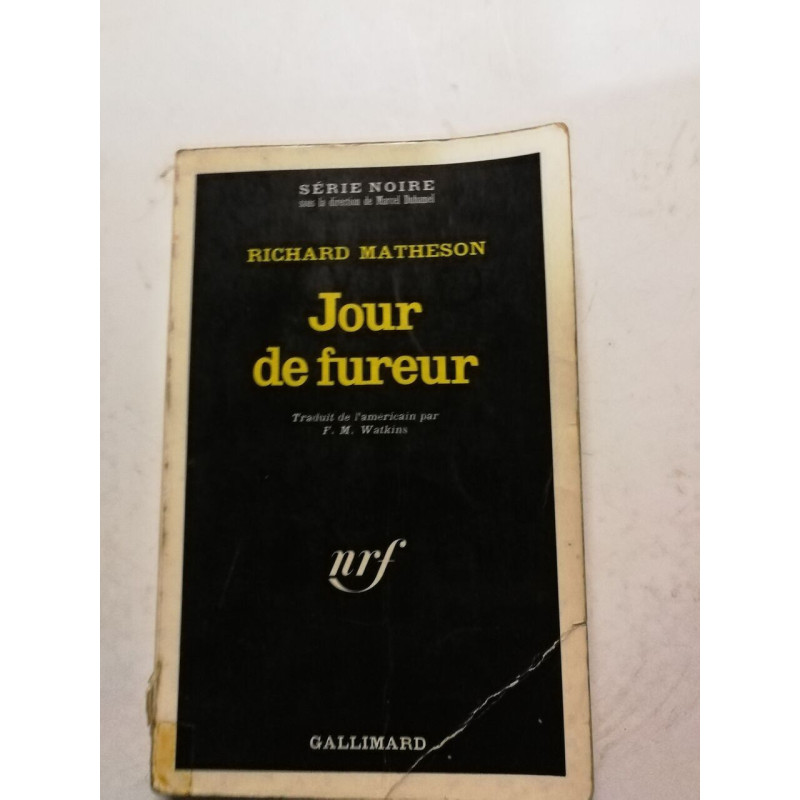 SÉRIE NOIRE
sous la direction de Marcel Duhamel
RICHARD MATHESON
Jour
de fureur
Traduit de l'americain par
F. M. Watkins
nrf
GALLIMARD